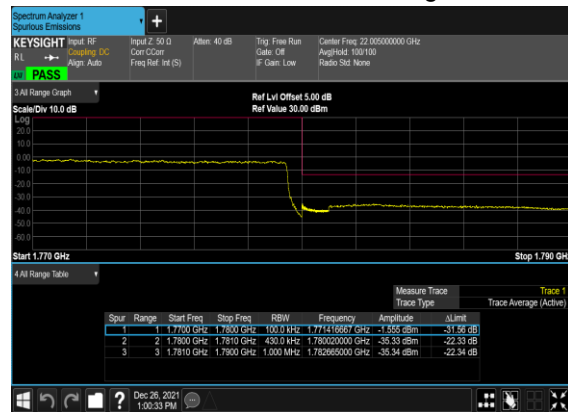 Spectrum Analyzer 1
Spurious Emissions
KEYSIGHT Input: RF Input Z: 50 Ω Atten: 40 dB Trig: Free Run Center Freq: 22.005000000 GHz
RL Coupling: DC Corr CCorr Gate: Off Avg|Hold: 100/100
Align: Auto Freq Ref: Int (S) IF Gain: Low Radio Std: None
PASS
3 All Range Graph
Ref Lvl Offset 5.00 dB
Scale/Div 10.0 dB Ref Value 30.00 dBm
Log
20.0
10.0
0.00
-10.0
-20.0
-30.0
-40.0
-50.0
-60.0
Start 1.770 GHz Stop 1.790 GH
4 All Range Table
Measure Trace Trace 1
Trace Type Trace Average (Active)
Spur Range Start Freq Stop Freq RBW Frequency Amplitude ΔLimit
1 1 1.7700 GHz 1.7800 GHz 100.0 kHz 1.771416667 GHz -1.555 dBm -31.56 dB
2 2 1.7800 GHz 1.7810 GHz 430.0 kHz 1.780020000 GHz -35.33 dBm -22.33 dB
3 3 1.7810 GHz 1.7900 GHz 1.000 MHz 1.782665000 GHz -35.34 dBm -22.34 dB
? Dec 26, 2021
1:00:33 PM